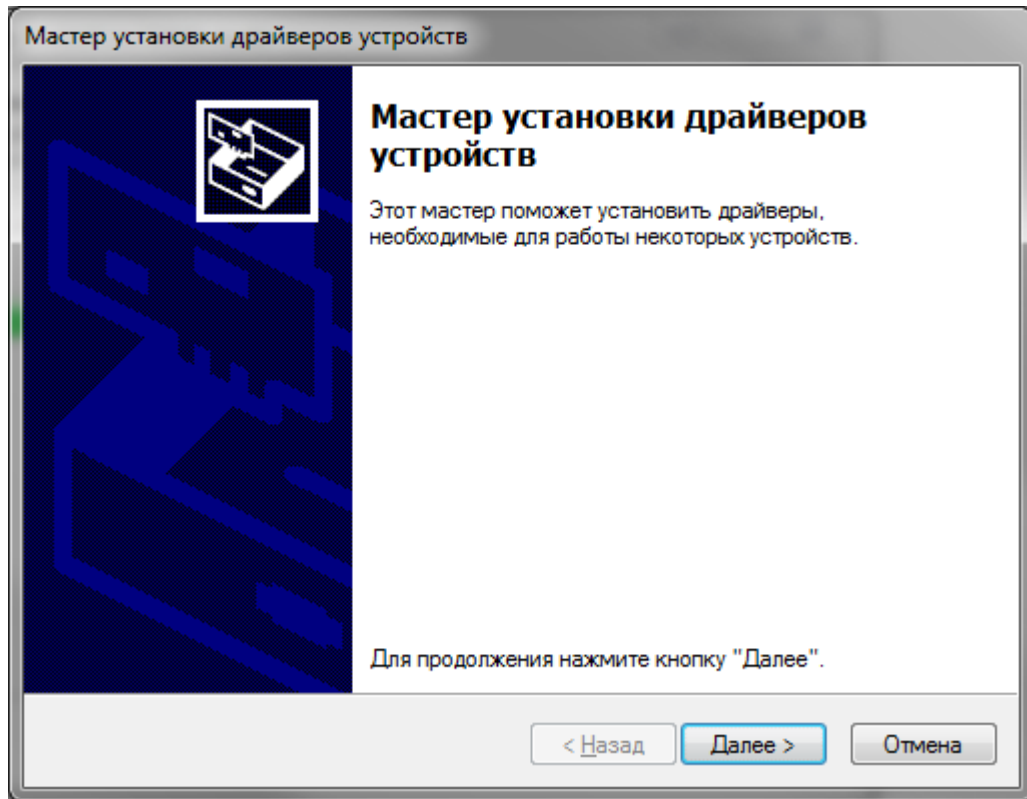 Мастер установки драйверов устройств
Мастер установки драйверов
устройств
Этот мастер поможет установить драйверы,
необходимые для работы некоторых устройств.
Для продолжения нажмите кнопку "Далее".
< Назад
Далее >
Отмена